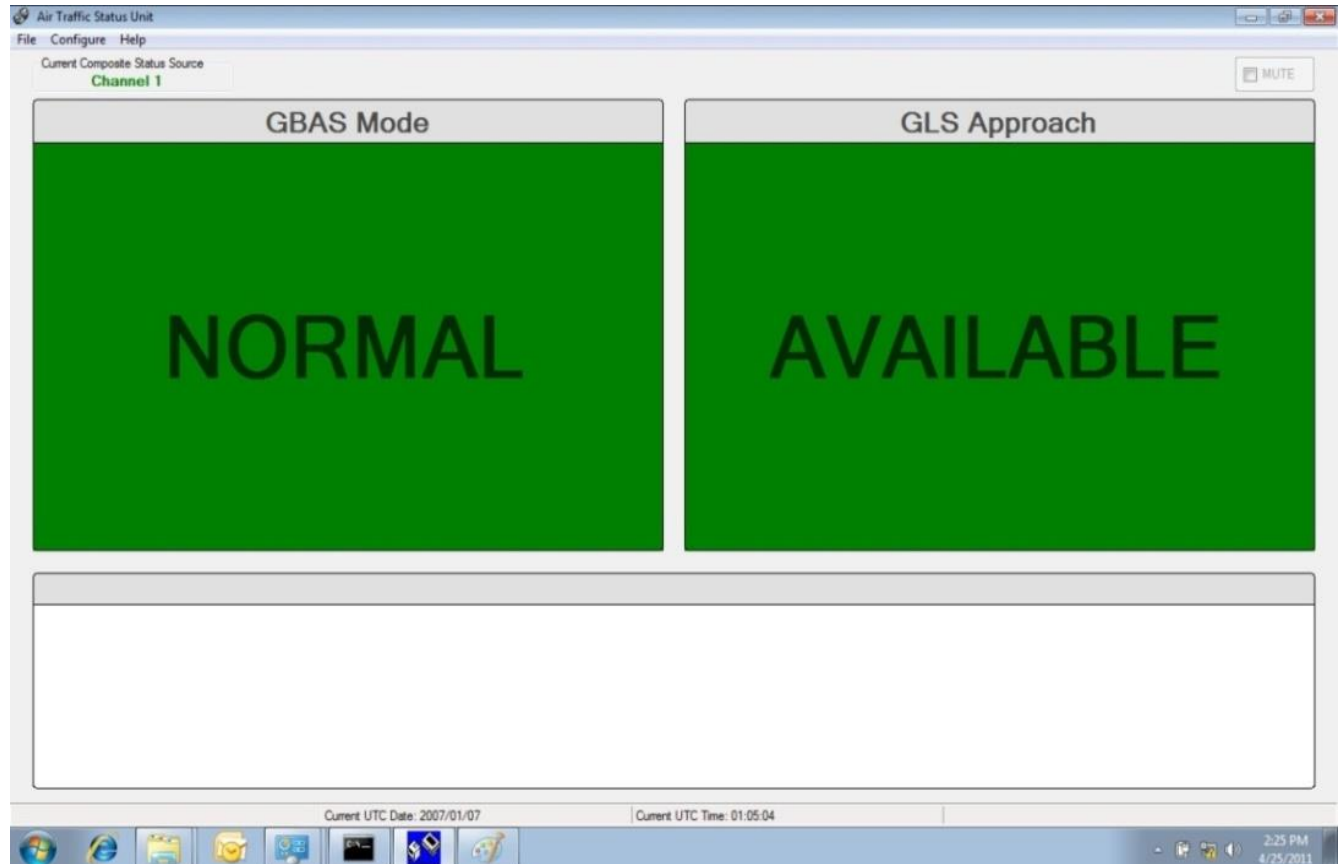 Air Traffic Status Unit
File Configure Help
Current Composite Status Source
Channel 1
MUTE
GBAS Mode
GLS Approach
NORMAL
AVAILABLE
Current UTC Date: 2007/01/07
Current UTC Time: 01:05:04
2:25 PM
4/25/2011